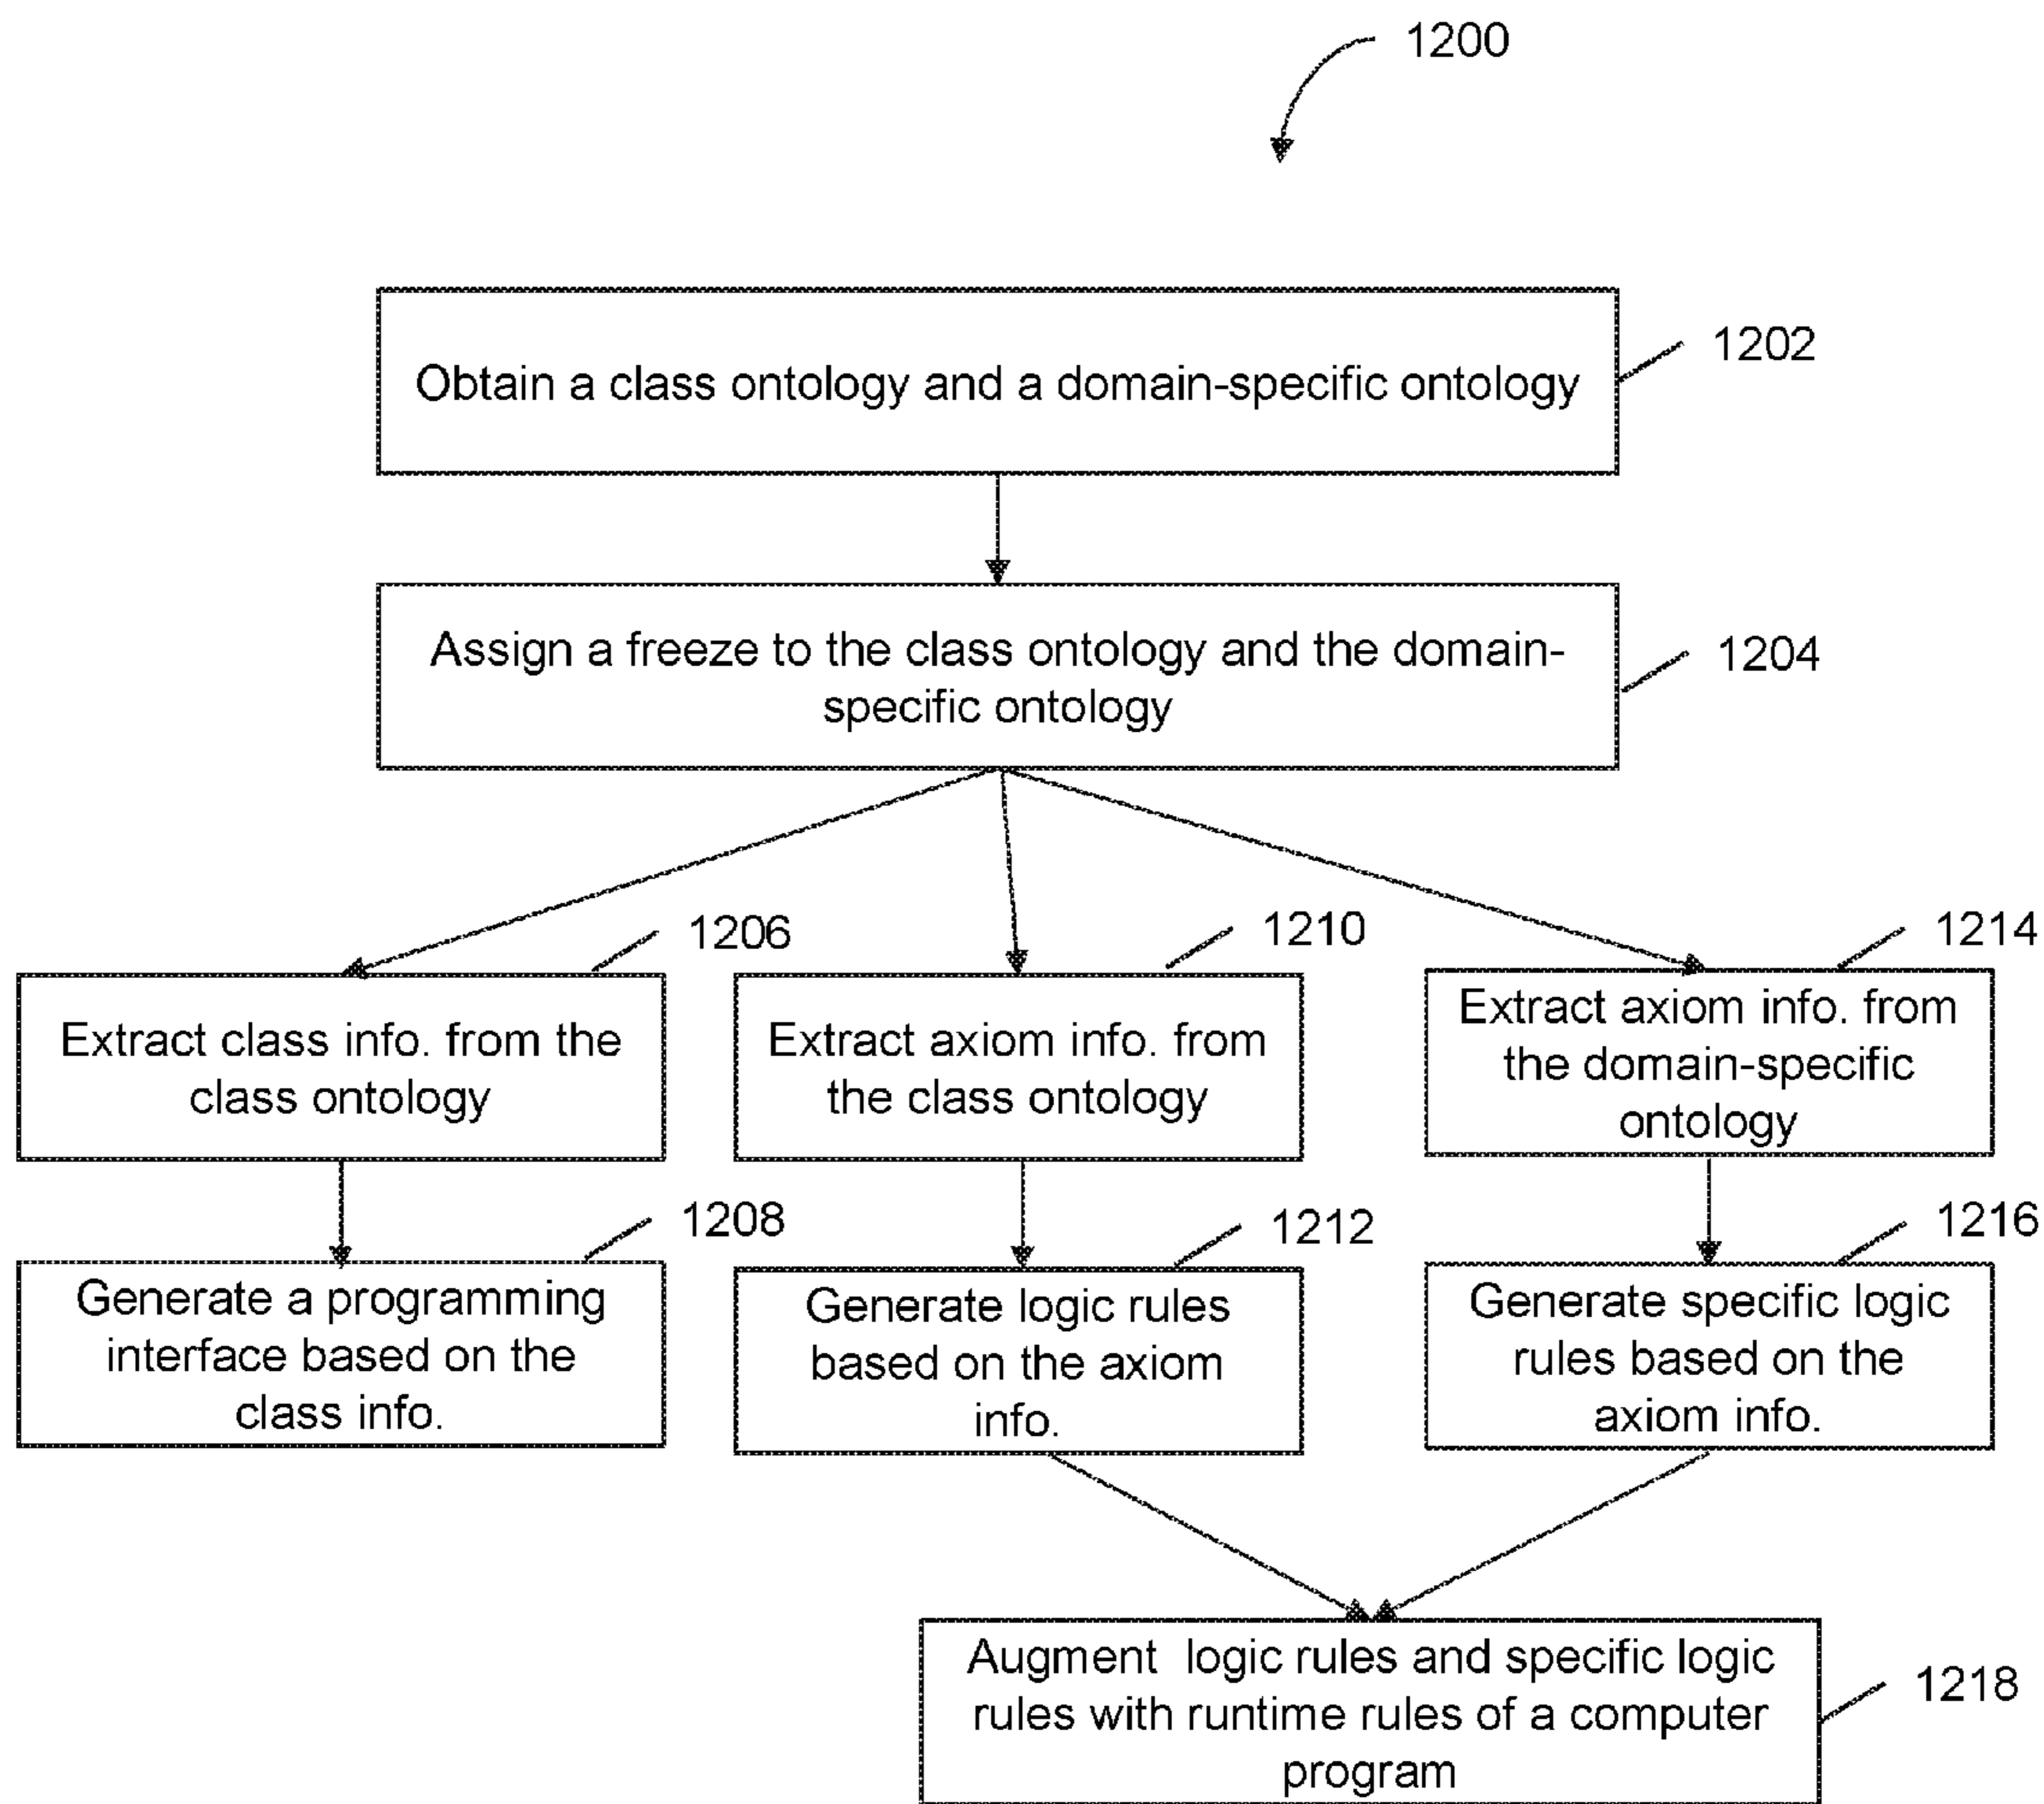 1200
Obtain a class ontology and a domain-specific ontology
1202
Assign a freeze to the class ontology and the domain-
specific ontology
1204
1206
Extract class info. from the
class ontology
1210
Extract axiom info. from
the class ontology
1214
Extract axiom info. from
the domain-specific
ontology
1208
Generate a programming
interface based on the
class info.
1212
Generate logic rules
based on the axiom
info.
1216
Generate specific logic
rules based on the
axiom info.
Augment  logic rules and specific logic
rules with runtime rules of a computer
program
1218